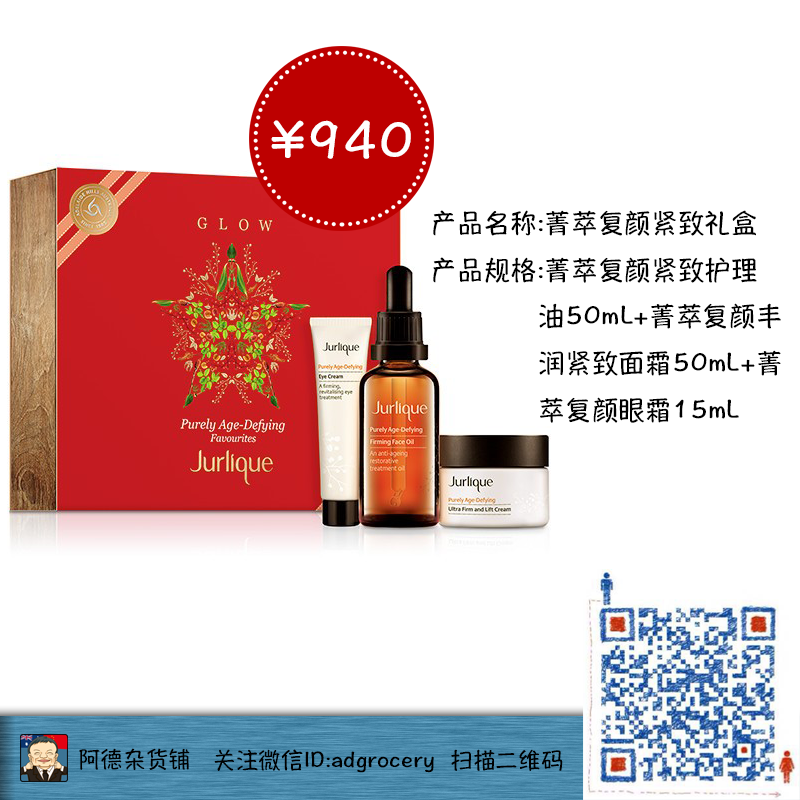 ¥940
GLOW
Purely Age-Defying
Favourites
Jurlique
产品名称:菁萃复颜紧致礼盒
产品规格:菁萃复颜紧致护理
油50mL+菁萃复颜丰
润紧致面霜50mL+菁
萃复颜眼霜15mL
Jurlique
Purely Age-Defying
Eye Cream
A firming,
revitalising eye
treatment
Jurlique
Purely Age-Defying
Firming Face Oil
An anti-ageing
restorative
treatment oil
Jurlique
Purely Age-Defying
Ultra Firm and Lift Cream
阿德杂货铺 关注微信ID:adgrocery 扫描二维码